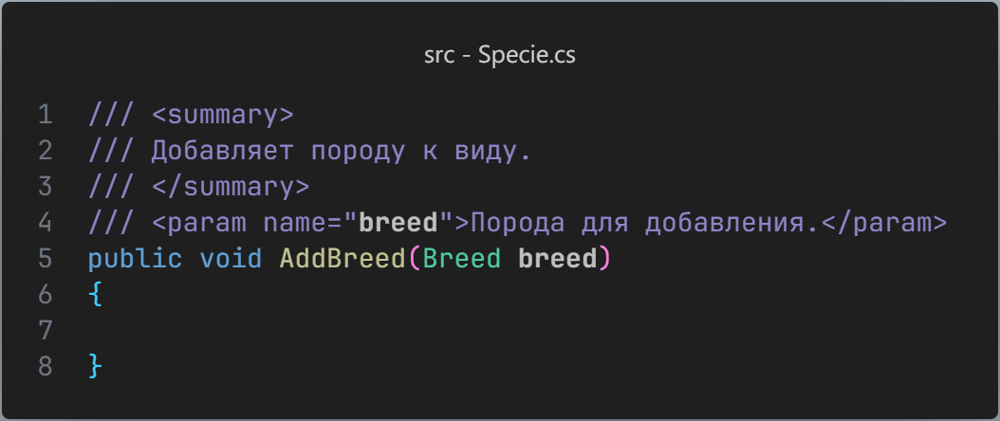 src - Specie.cs
1 /// <summary>
2 /// Добавляет породу к виду.
3 /// </summary>
4 /// <param name="breed">Порода для добавления.</param>
5 public void AddBreed(Breed breed)
6 {
7
8 }